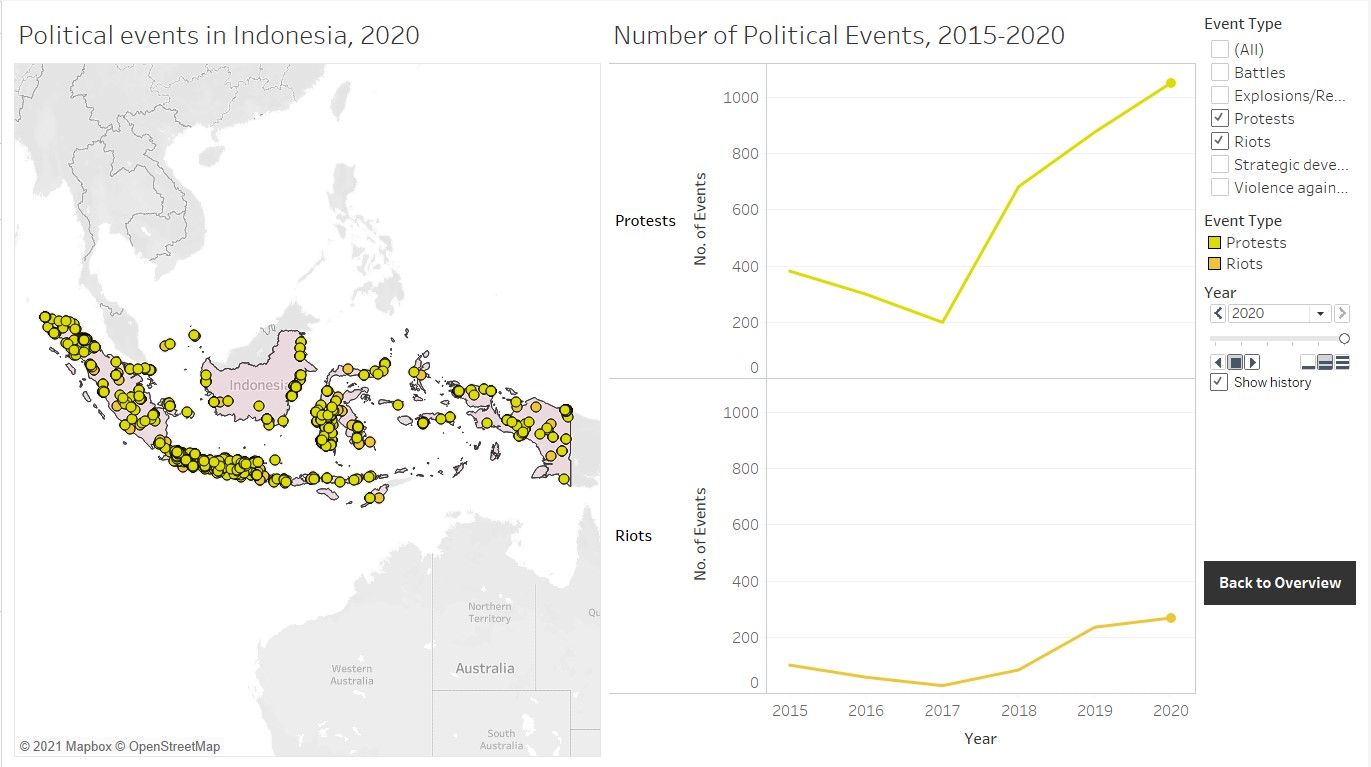 Political events in Indonesia, 2020
Indonesia
Northern
Territory
Qu
Western
Australia
Australia
South
Australia
© 2021 Mapbox © OpenStreetMap
Number of Political Events, 2015-2020
Protests
No. of Events
1000
800
600
400
200
0
Riots
No. of Events
1000
800
600
400
200
0
2015 2016 2017 2018 2019 2020
Year
Event Type
(All)
Battles
Explosions/Re...
Protests
Riots
Strategic deve...
Violence again...
Event Type
Protests
Riots
Year
2020
Show history
Back to Overview